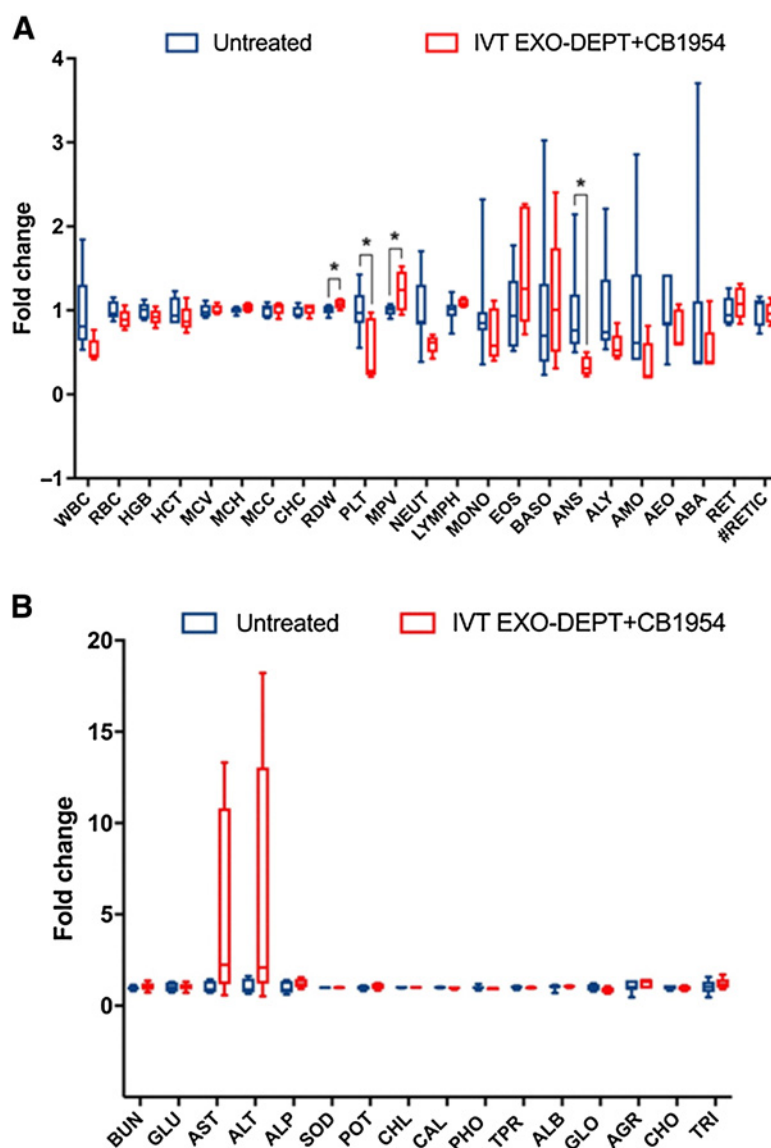 A
Untreated IVT EXO-DEPT+CB1954
Fold change
4
3
2
1
0
–1
* * * *
WBC RBC HGB HCT MCV MCH MCC CHC RDW PLT MPV NEUT LYMPH MONO EOS BASO ANS ALY AMO AEO ABA RET #RETIC
B
Untreated IVT EXO-DEPT+CB1954
Fold change
20
15
10
5
0
BUN GLU AST ALT ALP SOD POT CHL CAL PHO TPR ALB GLO AGR CHO TRI